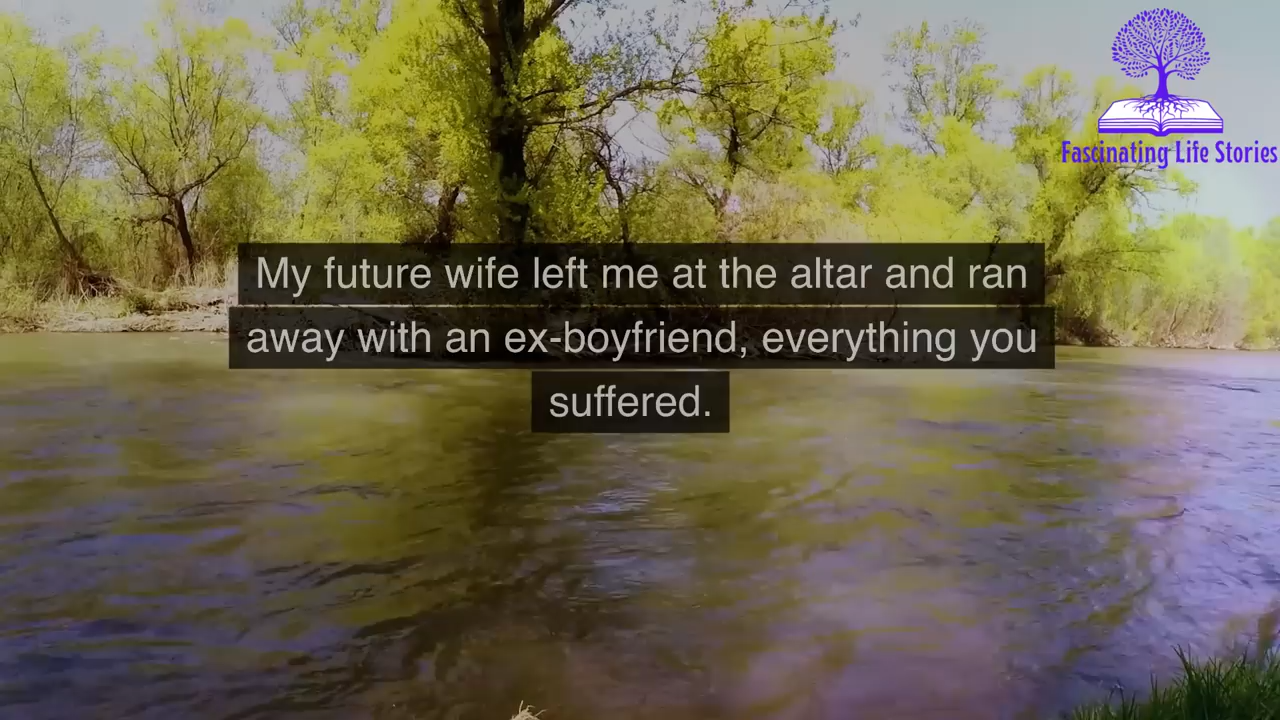 Fascinating Life Stories
My future wife left me at the altar and ran
away with an ex-boyfriend, everything you
suffered.